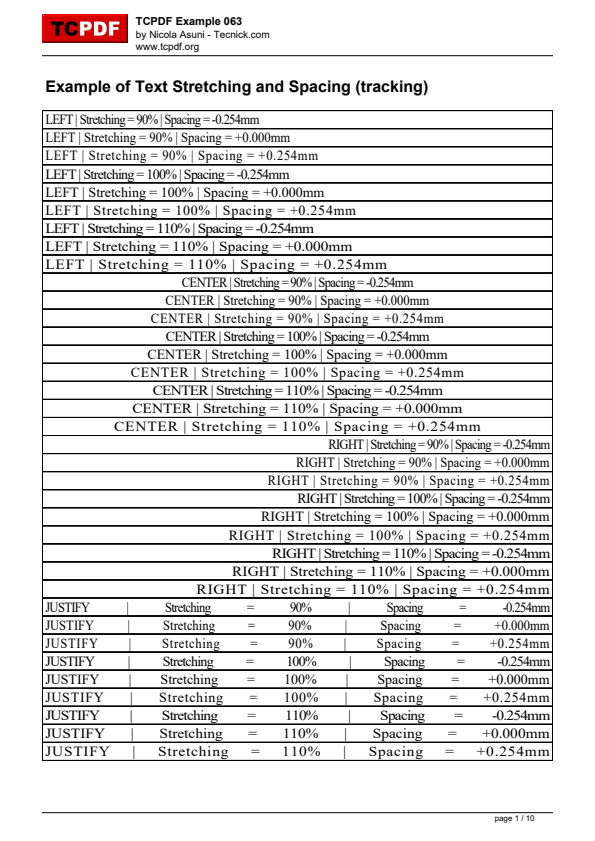 TCPDF
TCPDF Example 063
by Nicola Asuni - Tecnick.com
www.tcpdf.org
Example of Text Stretching and Spacing (tracking)
LEFT | Stretching = 90% | Spacing = -0.254mm
LEFT | Stretching = 90% | Spacing = +0.000mm
LEFT | Stretching = 90% | Spacing = +0.254mm
LEFT | Stretching = 100% | Spacing = -0.254mm
LEFT | Stretching = 100% | Spacing = +0.000mm
LEFT | Stretching = 100% | Spacing = +0.254mm
LEFT | Stretching = 110% | Spacing = -0.254mm
LEFT | Stretching = 110% | Spacing = +0.000mm
LEFT | Stretching = 110% | Spacing = +0.254mm
CENTER | Stretching = 90% | Spacing = -0.254mm
CENTER | Stretching = 90% | Spacing = +0.000mm
CENTER | Stretching = 90% | Spacing = +0.254mm
CENTER | Stretching = 100% | Spacing = -0.254mm
CENTER | Stretching = 100% | Spacing = +0.000mm
CENTER | Stretching = 100% | Spacing = +0.254mm
CENTER | Stretching = 110% | Spacing = -0.254mm
CENTER | Stretching = 110% | Spacing = +0.000mm
CENTER | Stretching = 110% | Spacing = +0.254mm
RIGHT | Stretching = 90% | Spacing = -0.254mm
RIGHT | Stretching = 90% | Spacing = +0.000mm
RIGHT | Stretching = 90% | Spacing = +0.254mm
RIGHT | Stretching = 100% | Spacing = -0.254mm
RIGHT | Stretching = 100% | Spacing = +0.000mm
RIGHT | Stretching = 100% | Spacing = +0.254mm
RIGHT | Stretching = 110% | Spacing = -0.254mm
RIGHT | Stretching = 110% | Spacing = +0.000mm
RIGHT | Stretching = 110% | Spacing = +0.254mm
JUSTIFY | Stretching = 90% | Spacing = -0.254mm
JUSTIFY | Stretching = 90% | Spacing = +0.000mm
JUSTIFY | Stretching = 90% | Spacing = +0.254mm
JUSTIFY | Stretching = 100% | Spacing = -0.254mm
JUSTIFY | Stretching = 100% | Spacing = +0.000mm
JUSTIFY | Stretching = 100% | Spacing = +0.254mm
JUSTIFY | Stretching = 110% | Spacing = -0.254mm
JUSTIFY | Stretching = 110% | Spacing = +0.000mm
JUSTIFY | Stretching = 110% | Spacing = +0.254mm
page 1 / 10